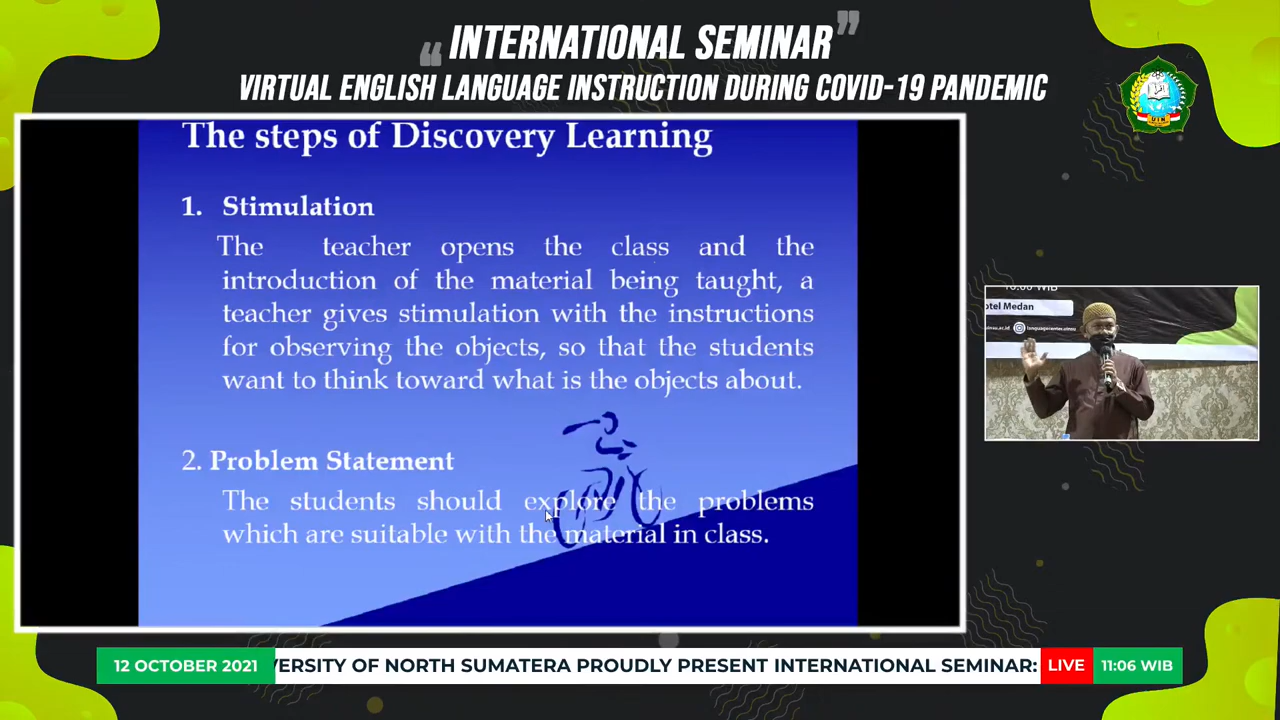 “ INTERNATIONAL SEMINAR ”
VIRTUAL ENGLISH LANGUAGE INSTRUCTION DURING COVID-19 PANDEMIC
UIN
The steps of Discovery Learning
1. Stimulation
The teacher opens the class and the
introduction of the material being taught, a
teacher gives stimulation with the instructions
for observing the objects, so that the students
want to think toward what is the objects about.
2. Problem Statement
The students should explore the problems
which are suitable with the material in class.
WIB
Medan
12 OCTOBER 2021
VERSITY OF NORTH SUMATERA PROUDLY PRESENT INTERNATIONAL SEMINAR:
LIVE
11:06 WIB